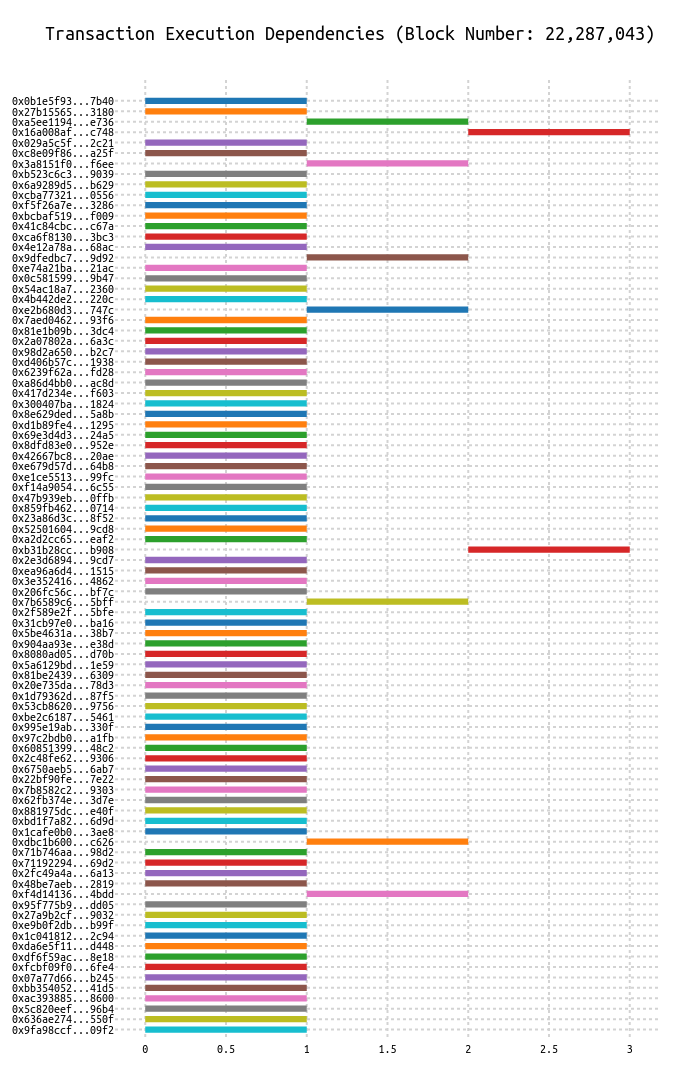 Transaction Execution Dependencies (Block Number: 22,287,043)
0x0b1e5f93...7b40
0x27b15565...3180
0xa5ee1194...e736
0x16a008af...c748
0x029a5c5f...2c21
0xc8e09f86...a25f
0x3a8151f0...f6ee
0xb523c6c3...9039
0x6a9289d5...b629
0xcba77321...0556
0xf5f26a7e...3286
0xbcbaf519...f009
0x41c84cbc...c67a
0xca6f8130...3bc3
0x4e12a78a...68ac
0x9dfedbc7...9d92
0xe74a21ba...21ac
0x0c581599...9b47
0x54ac18a7...2360
0x4b442de2...220c
0xe2b680d3...747c
0x7aed0462...93f6
0x81e1b09b...3dc4
0x2a07802a...6a3c
0x98d2a650...b2c7
0xd406b57c...1938
0x6239f62a...fd28
0xa86d4bb0...ac8d
0x417d234e...f603
0x300407ba...1824
0x8e629ded...5a8b
0xd1b89fe4...1295
0x69e3d4d3...24a5
0x8dfd83e0...952e
0x42667bc8...20ae
0xe679d57d...64b8
0xe1ce5513...99fc
0xf14a9054...6c55
0x47b939eb...0ffb
0x859fb462...0714
0x23a86d3c...8f52
0x52501604...9cd8
0xa2d2cc65...eaf2
0xb31b28cc...b908
0x2e3d6894...9cd7
0xea96a6d4...1515
0x3e352416...4862
0x206fc56c...bf7c
0x7b6589c6...5bff
0x2f589e2f...5bfe
0x31cb97e0...ba16
0x5be4631a...38b7
0x904aa93e...e38d
0x8080ad05...d70b
0x5a6129bd...1e59
0x81be2439...6309
0x20e735da...78d3
0x1d79362d...87f5
0x53cb8620...9756
0xbe2c6187...5461
0x995e19ab...330f
0x97c2bdb0...a1fb
0x60851399...48c2
0x2c48fe62...9306
0x6750aeb5...6ab7
0x22bf90fe...7e22
0x7b8582c2...9303
0x62fb374e...3d7e
0x881975dc...e40f
0xbd1f7a82...6d9d
0x1cafe0b0...3ae8
0xdbc1b600...c626
0x71b746aa...98d2
0x71192294...69d2
0x2fc49a4a...6a13
0x48be7aeb...2819
0xf4d14136...4bdd
0x95f775b9...dd05
0x27a9b2cf...9032
0xe9b0f2db...b99f
0x1c041812...2c94
0xda6e5f11...d448
0xdf6f59ac...8e18
0xfcbf09f0...6fe4
0x07a77d66...b245
0xbb354052...41d5
0xac393885...8600
0x5c820eef...96b4
0x636ae274...550f
0x9fa98ccf...09f2
0 0.5 1 1.5 2 2.5 3